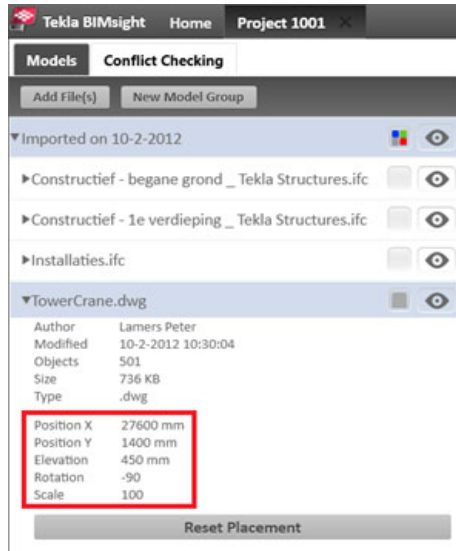 Tekla BIMsight Home Project 1001
Models Conflict Checking
Add File(s) New Model Group
Imported on 10-2-2012
Constructief - begane grond _ Tekla Structures.ifc
Constructief - 1e verdieping _ Tekla Structures.ifc
Installaties.ifc
TowerCrane.dwg
Author Lamers Peter
Modified 10-2-2012 10:30:04
Objects 501
Size 736 KB
Type .dwg
Position X 27600 mm
Position Y 1400 mm
Elevation 450 mm
Rotation -90
Scale 100
Reset Placement